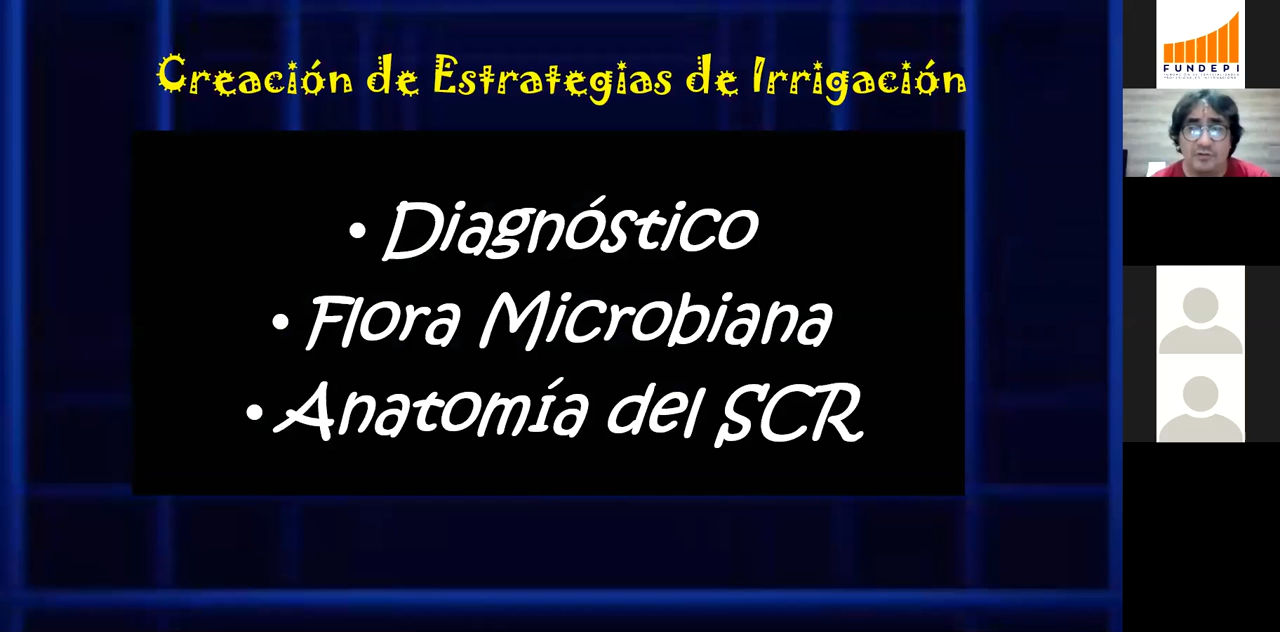 Creación de Estrategias de Irrigación
• Diagnóstico
• Flora Microbiana
• Anatomía del SCR
FUNDEPI